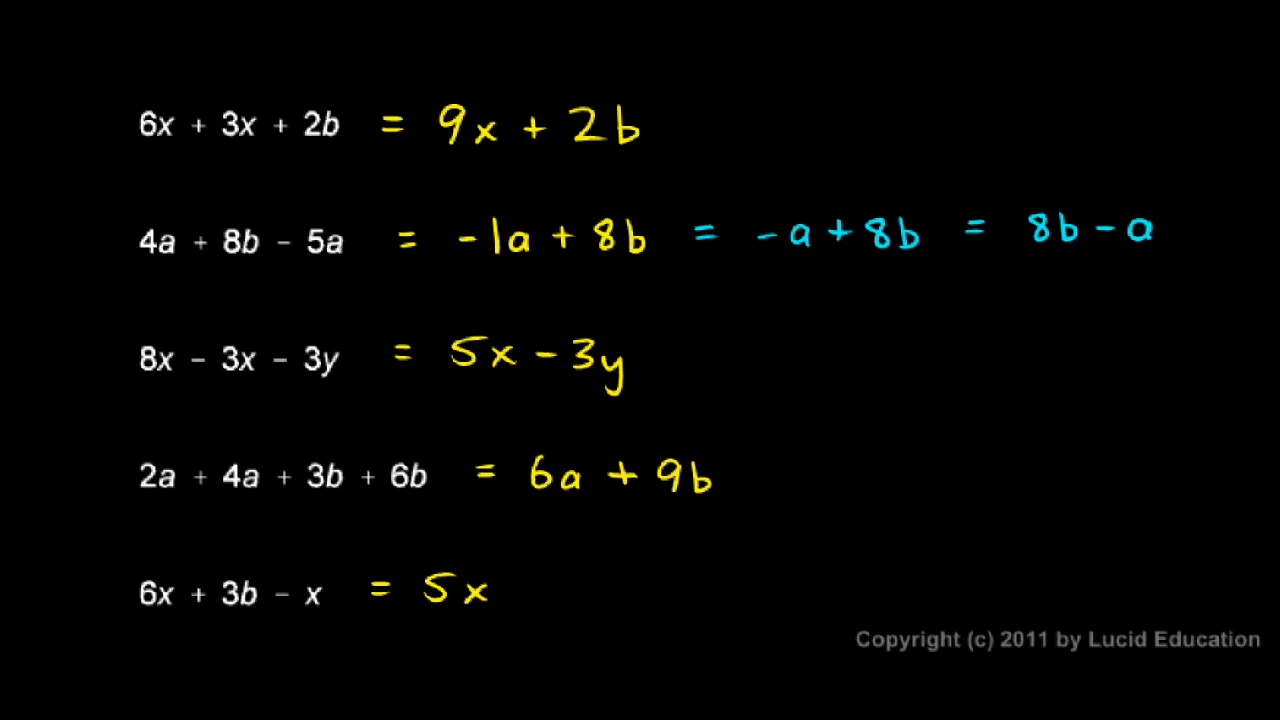 6x + 3x + 2b = 9x + 2b
4a + 8b - 5a = -1a + 8b = -a + 8b = 8b - a
8x - 3x - 3y = 5x - 3y
2a + 4a + 3b + 6b = 6a + 9b
6x + 3b - x = 5x
Copyright (c) 2011 by Lucid Education